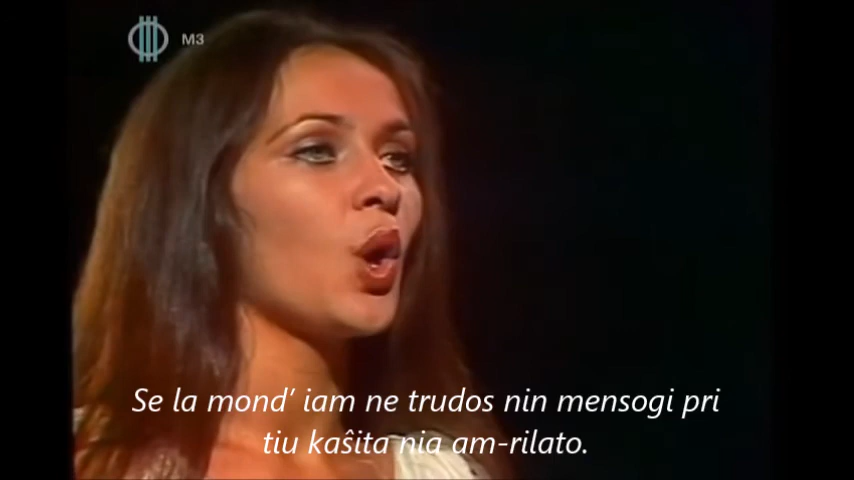 M3
Se la mond’ iam ne trudos nin mensogi pri
tiu kaŝita nia am-rilato.